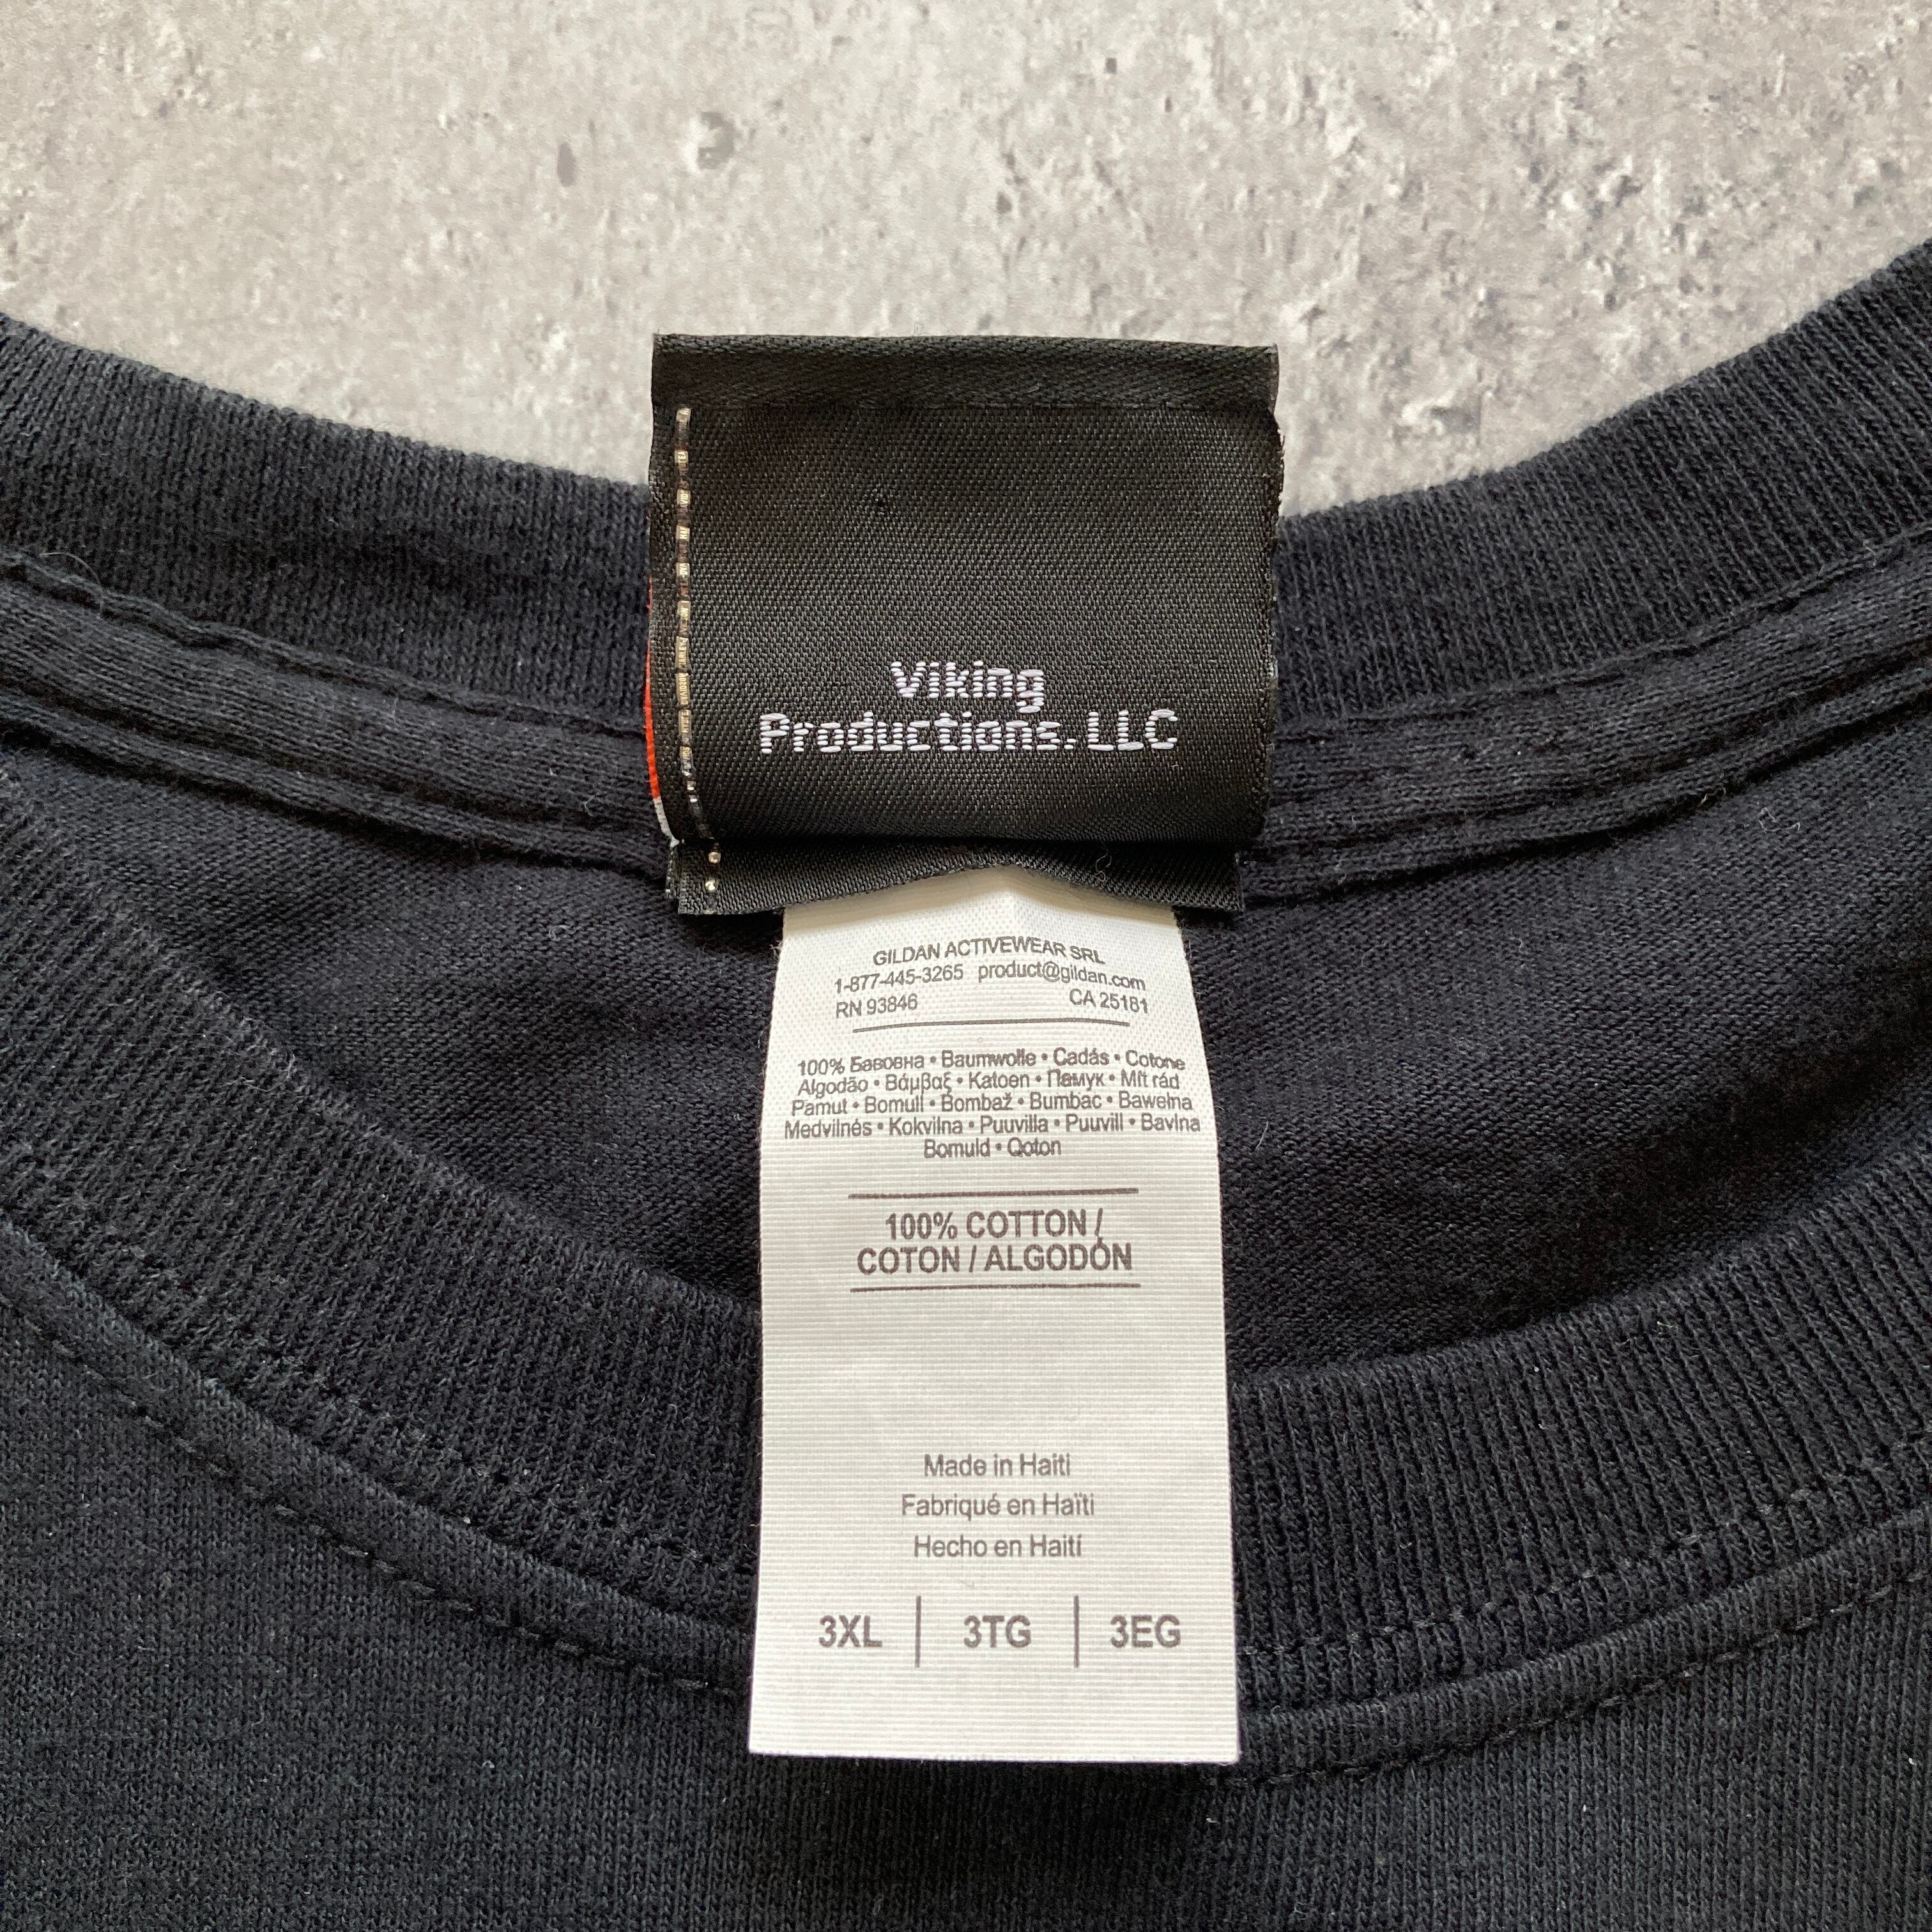 Viking
Productions, LLC
GILDAN ACTIVEWEAR SRL
1-877-445-3265 product@gildan.com
RN 93846 CA 25181
100% Бавовна • Baumwolle • Cadás • Cotone
Algodão • Βάμβαξ • Katoen • Памук • Mft rád
Pamut • Bomull • Bombaž • Bumbac • Bawełna
Medvilnés • Kokvilna • Puuvilla • Puuvill • Bavlna
Bomuld • Qoton
100% COTTON /
COTON / ALGODÓN
Made in Haiti
Fabriqué en Haïti
Hecho en Haití
3XL | 3TG | 3EG